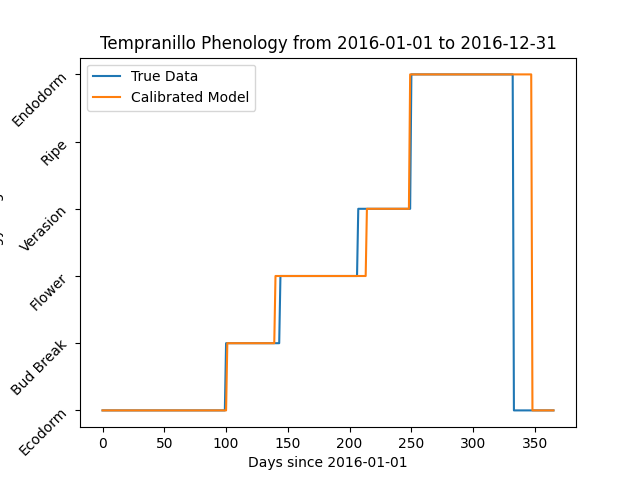 Tempranillo Phenology from 2016-01-01 to 2016-12-31
True Data
Calibrated Model
Endodorm
Ripe
Verasion
Flower
Bud Break
Ecodorm
0 50 100 150 200 250 300 350
Days since 2016-01-01